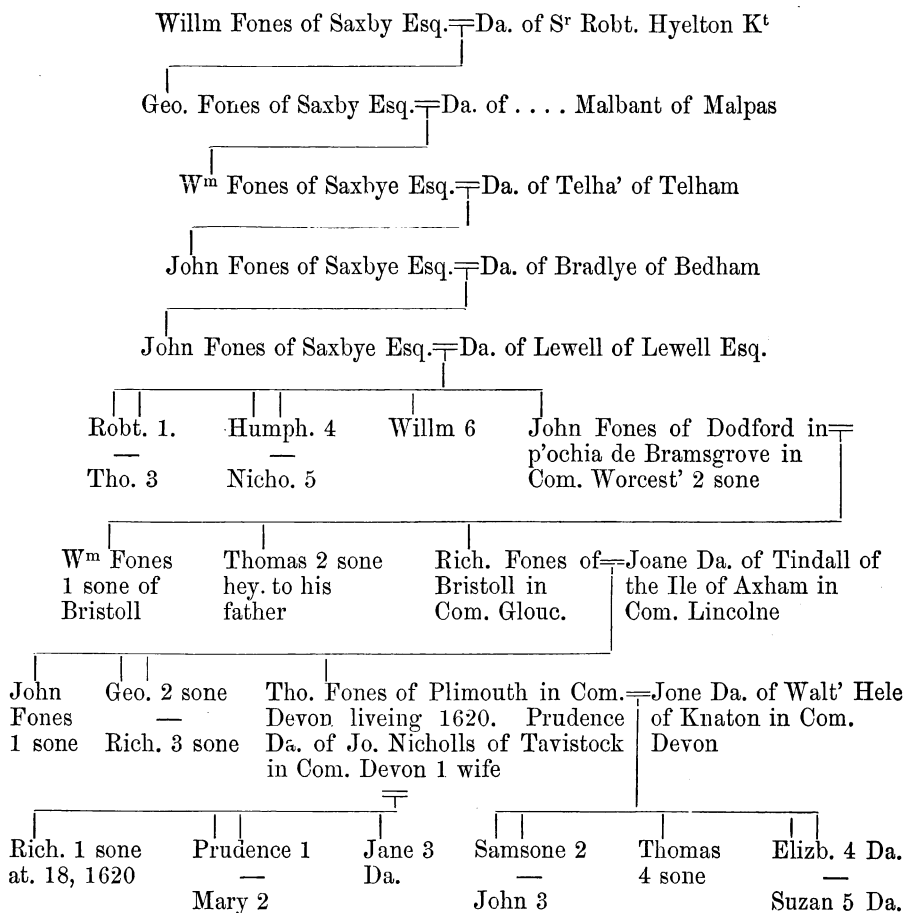 Willm Fones of Saxby Esq. Da. of Sr Robt. Hyelton Kt
Geo. Fones of Saxby Esq. Da. of .... Malbant of Malpas
Wm Fones of Saxbye Esq. Da. of Telha' of Telham
John Fones of Saxbye Esq. Da. of Bradlye of Bedham
John Fones of Saxbye Esq. Da. of Lewell of Lewell Esq.
Robt. 1.
Tho. 3
Humph. 4
Nicho. 5
Willm 6
John Fones of Dodford in
p'ochia de Bramsgrove in
Com. Worcest' 2 sone
Wm Fones
1 sone of
Bristoll
Thomas 2 sone
hey. to his
father
Rich. Fones of
Bristoll in
Com. Glouc.
Joane Da. of Tindall of
the Ile of Axham in
Com. Lincolne
John
Fones
1 sone
Geo. 2 sone
Rich. 3 sone
Tho. Fones of Plimouth in Com.
Devon liveing 1620. Prudence
Da. of Jo. Nicholls of Tavistock
in Com. Devon 1 wife
Jone Da. of Walt' Hele
of Knaton in Com.
Devon
Rich. 1 sone
at. 18, 1620
Prudence 1
Mary 2
Jane 3
Da.
Samsone 2
John 3
Thomas
4 sone
Elizb. 4 Da.
Suzan 5 Da.